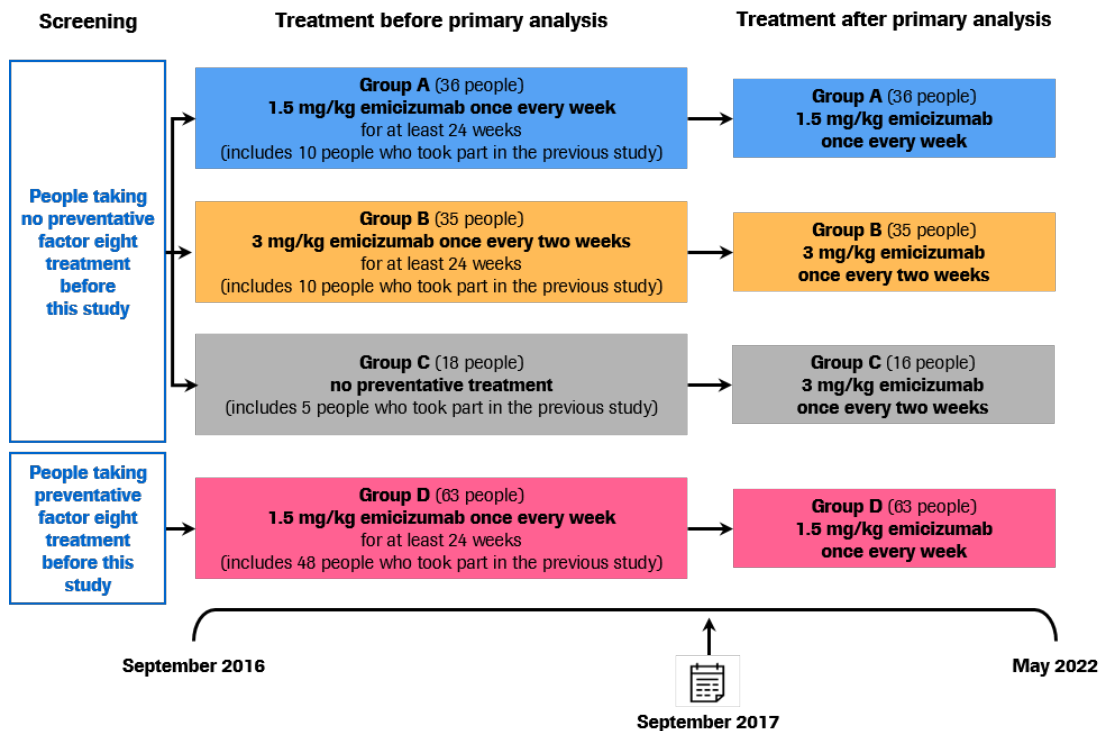 Screening
Treatment before primary analysis
Treatment after primary analysis
People taking
no preventative
factor eight
treatment
before
this study
Group A (36 people)
1.5 mg/kg emicizumab once every week
for at least 24 weeks
(includes 10 people who took part in the previous study)
Group A (36 people)
1.5 mg/kg emicizumab
once every week
Group B (35 people)
3 mg/kg emicizumab once every two weeks
for at least 24 weeks
(includes 10 people who took part in the previous study)
Group B (35 people)
3 mg/kg emicizumab
once every two weeks
Group C (18 people)
no preventative treatment
(includes 5 people who took part in the previous study)
Group C (16 people)
3 mg/kg emicizumab
once every two weeks
People taking
preventative
factor eight
treatment
before this
study
Group D (63 people)
1.5 mg/kg emicizumab once every week
for at least 24 weeks
(includes 48 people who took part in the previous study)
Group D (63 people)
1.5 mg/kg emicizumab
once every week
September 2016
September 2017
May 2022